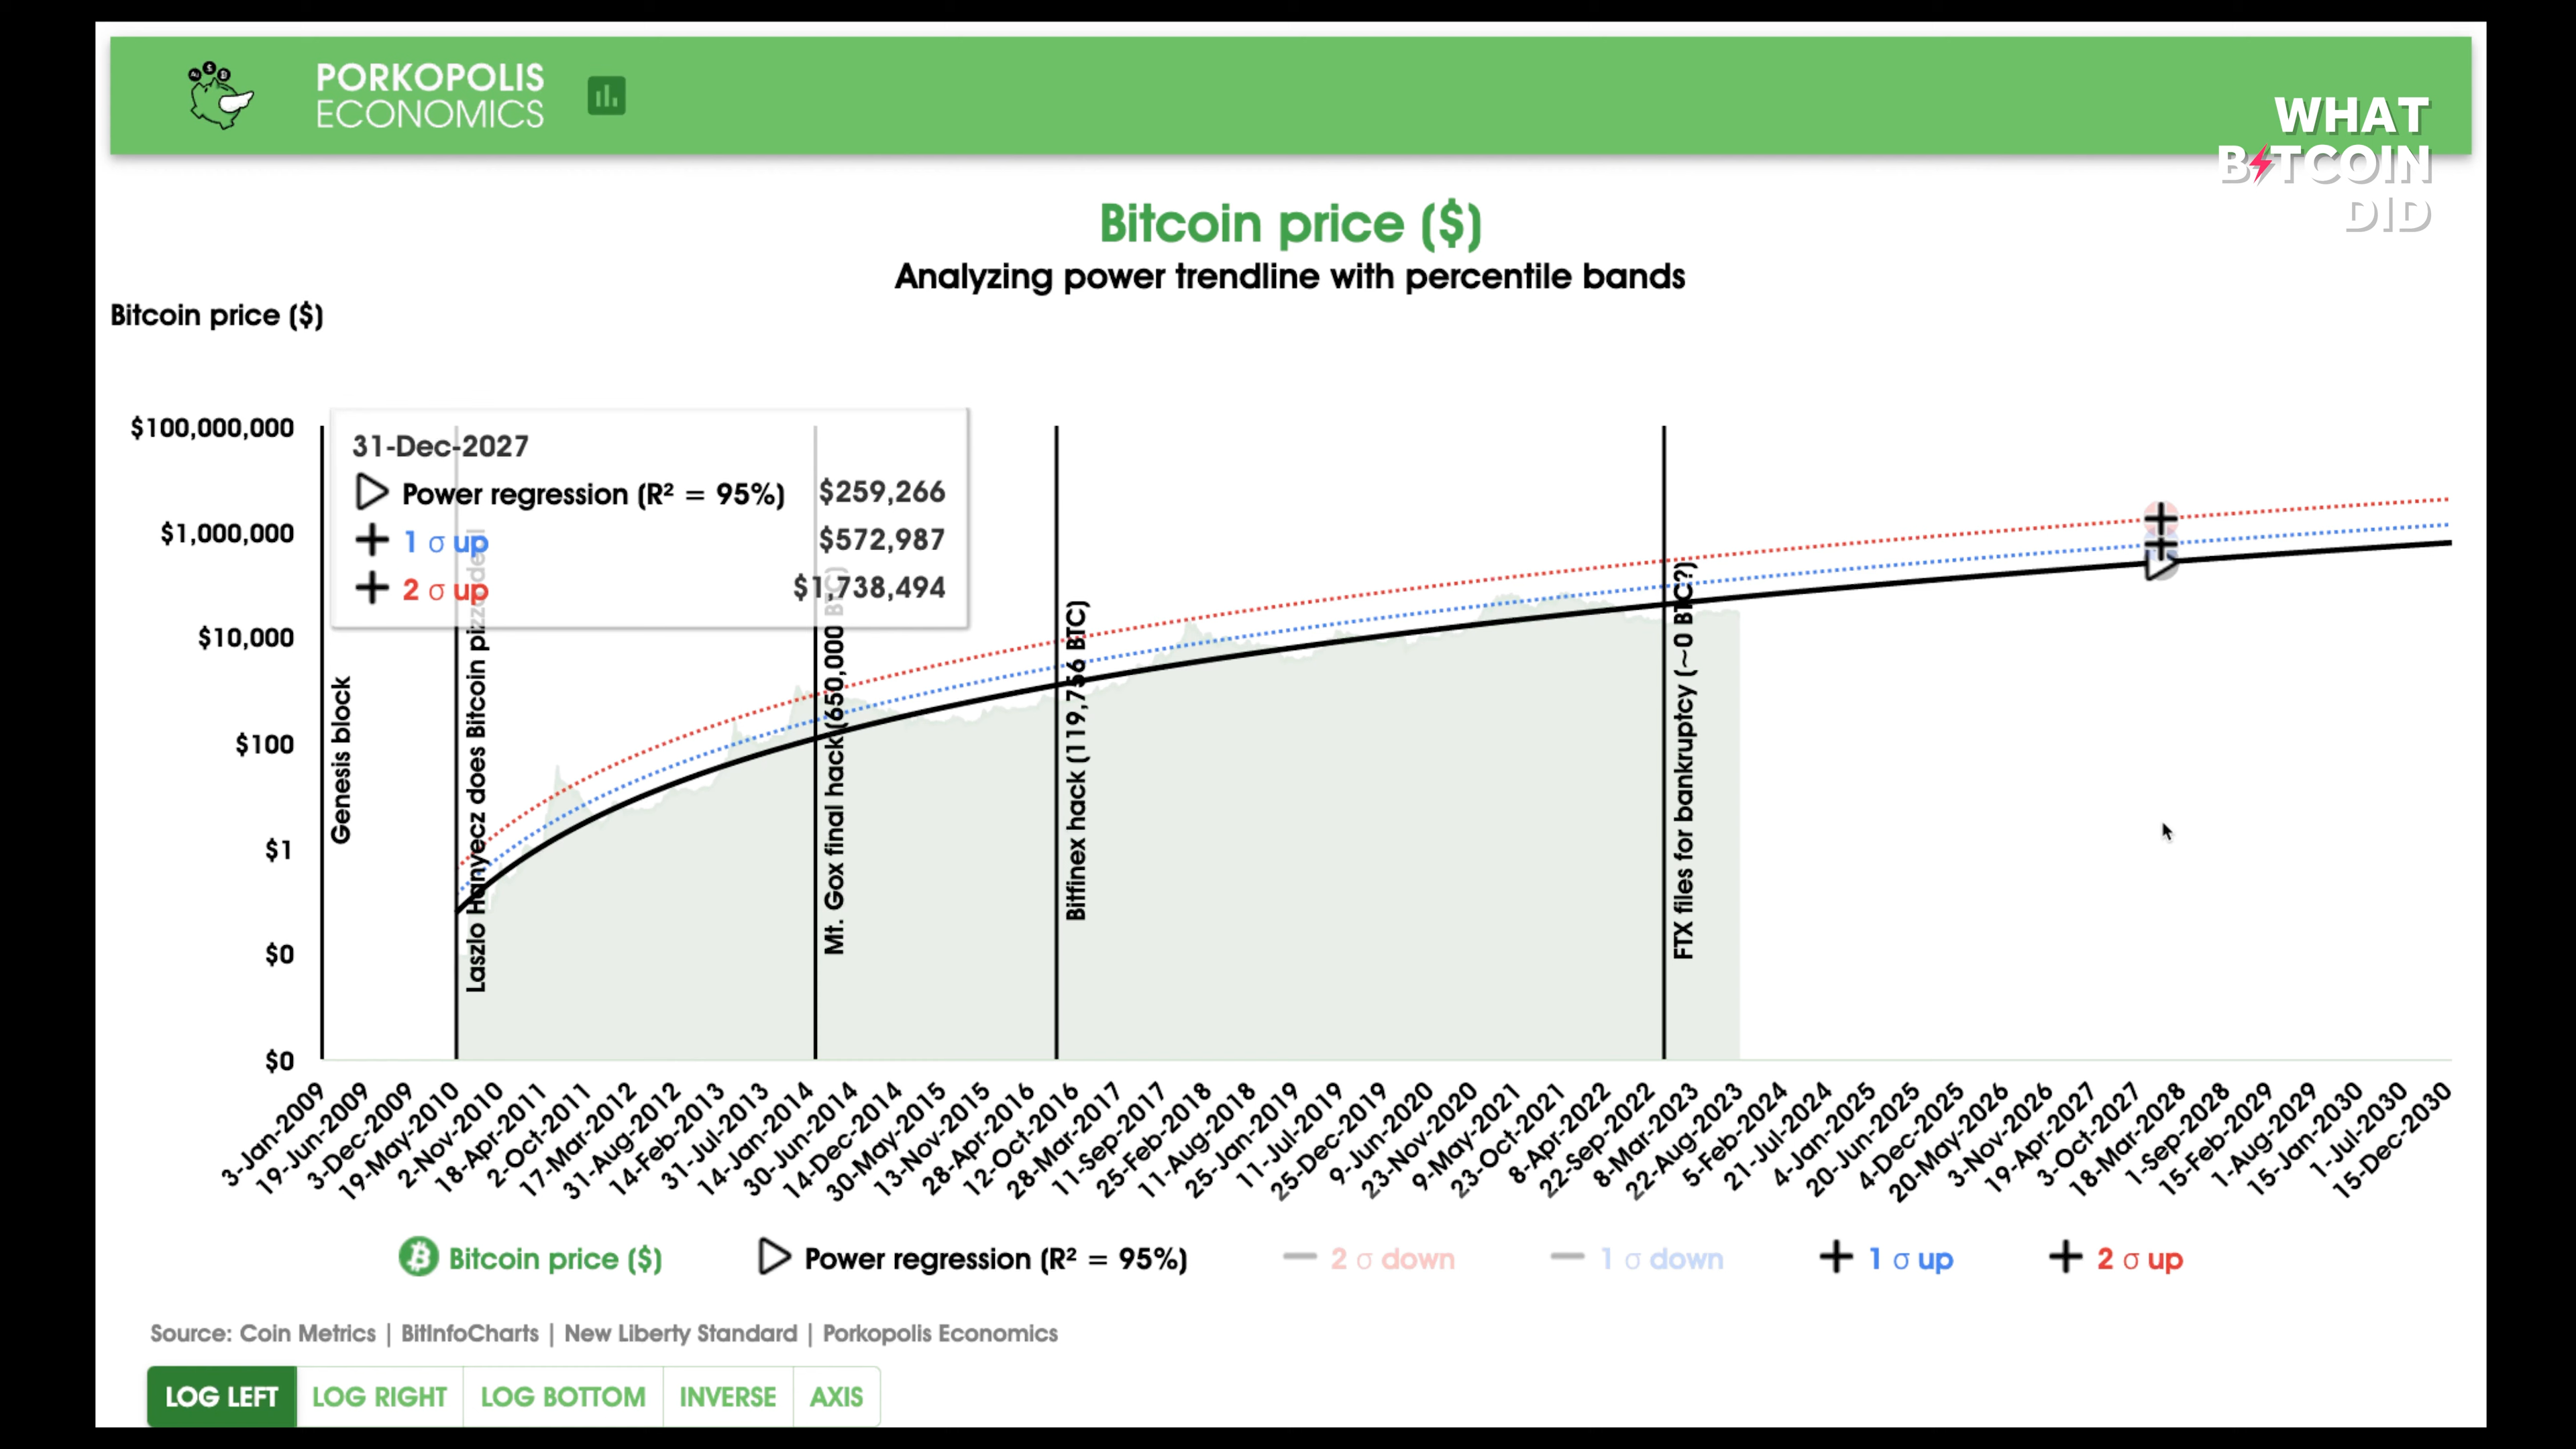 PORKOPOLIS
ECONOMICS
WHAT
BTCOIN
DID
Bitcoin price ($)
Analyzing power trendline with percentile bands
Bitcoin price ($)
$100,000,000
$1,000,000
$10,000
$100
$1
$0
$0
31-Dec-2027
Power regression (R² = 95%) $259,266
1 σ up $572,987
2 σ up $1,738,494
Genesis block
Laszlo Hanyecz does Bitcoin pizza deal
Mt. Gox final hack (650,000 BTC)
Bitfinex hack (119,756 BTC)
FTX files for bankruptcy (~0 BTC?)
3-Jan-2009
19-Jun-2009
3-Dec-2009
19-May-2010
2-Nov-2010
18-Apr-2011
2-Oct-2011
17-Mar-2012
31-Aug-2012
14-Feb-2013
31-Jul-2013
14-Jan-2014
30-Jun-2014
14-Dec-2014
30-May-2015
13-Nov-2015
28-Apr-2016
12-Oct-2016
28-Mar-2017
11-Sep-2017
25-Feb-2018
11-Aug-2018
25-Jan-2019
11-Jul-2019
25-Dec-2019
9-Jun-2020
23-Nov-2020
9-May-2021
23-Oct-2021
8-Apr-2022
22-Sep-2022
8-Mar-2023
22-Aug-2023
5-Feb-2024
21-Jul-2024
4-Jan-2025
20-Jun-2025
4-Dec-2025
20-May-2026
3-Nov-2026
19-Apr-2027
3-Oct-2027
18-Mar-2028
1-Sep-2028
15-Feb-2029
1-Aug-2029
15-Jan-2030
1-Jul-2030
15-Dec-2030
Bitcoin price ($) Power regression (R² = 95%) 2 σ down 1 σ down 1 σ up 2 σ up
Source: Coin Metrics | BitInfoCharts | New Liberty Standard | Porkopolis Economics
LOG LEFT LOG RIGHT LOG BOTTOM INVERSE AXIS